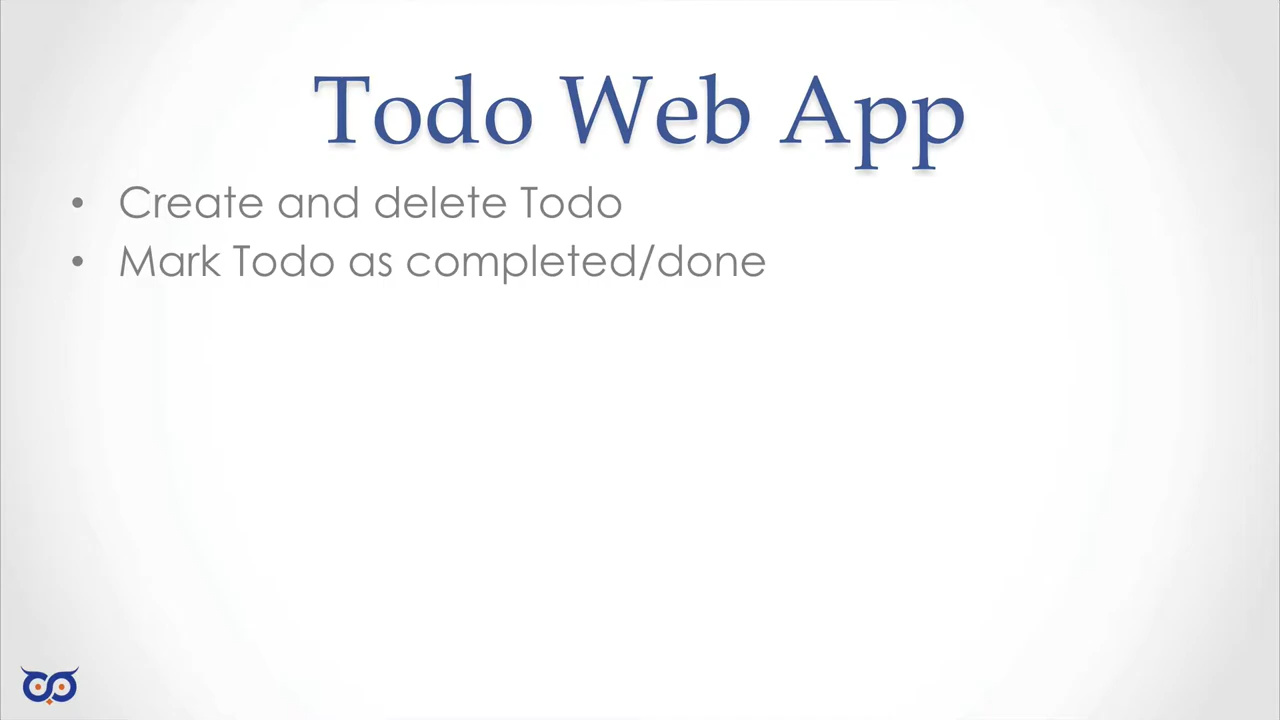 Todo Web App
• Create and delete Todo
• Mark Todo as completed/done